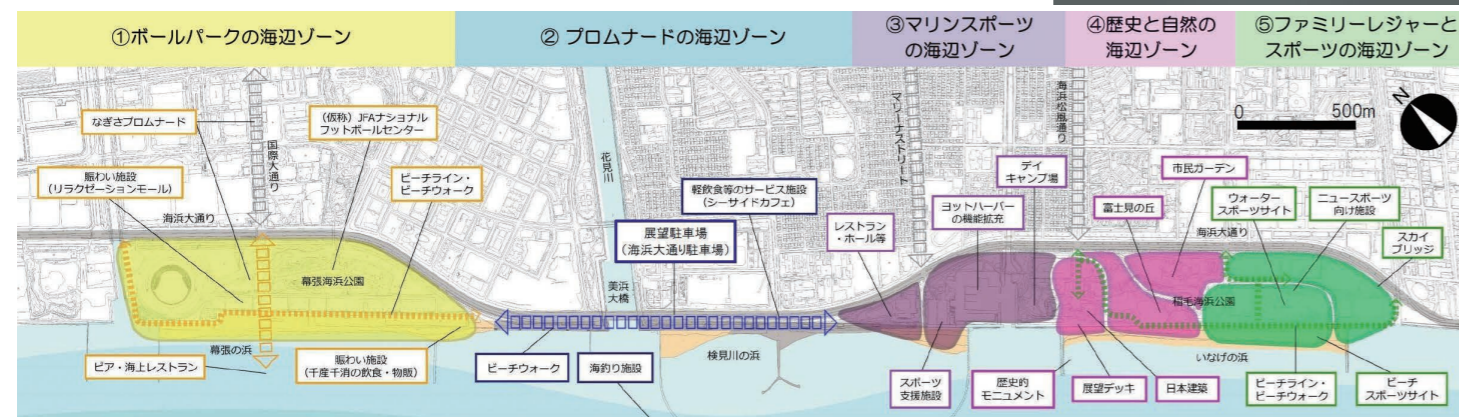 ①ボールパークの海辺ゾーン
② プロムナードの海辺ゾーン
③マリンスポーツ
の海辺ゾーン
④歴史と自然の
海辺ゾーン
⑤ファミリーレジャーと
スポーツの海辺ゾーン
なぎさプロムナード
国際大通り
(仮称)JFAナショナル
フットボールセンター
賑わい施設
(リラクゼーションモール)
ビーチライン・
ビーチウォーク
海浜大通り
幕張海浜公園
幕張の浜
ピア・海上レストラン
賑わい施設
(千産千消の飲食・物販)
花見川
美浜
大橋
軽飲食等のサービス施設
(シーサイドカフェ)
展望駐車場
(海浜大通り駐車場)
ビーチウォーク
海釣り施設
検見川の浜
マリーナストリート
レストラン
・ホール等
ヨットハーバー
の機能拡充
デイ
キャンプ場
スポーツ
支援施設
海浜松風通り
富士見の丘
市民ガーデン
歴史的
モニュメント
展望デッキ
日本建築
稲毛海浜公園
ウォーター
スポーツサイト
ニュースポーツ
向け施設
海浜大通り
スカイ
ブリッジ
いなげの浜
ビーチライン・
ビーチウォーク
ビーチ
スポーツサイト
0 500m
N